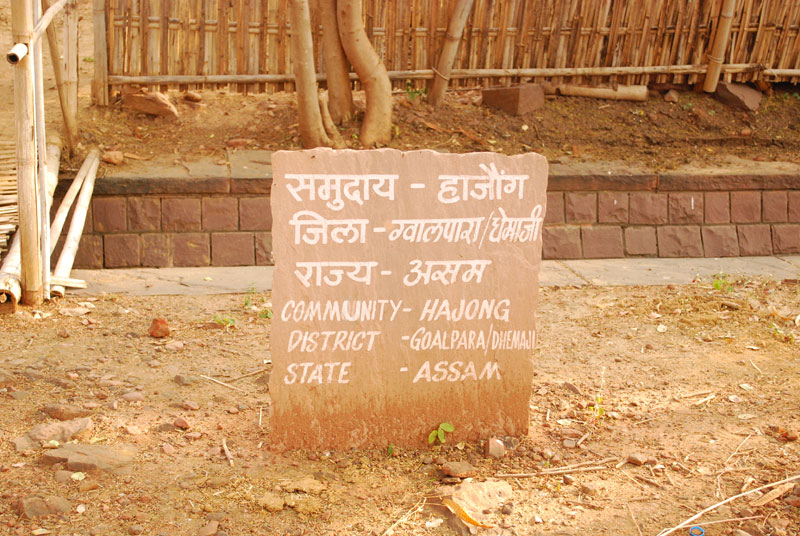 समुदाय - हाजौंग
जिला - ग्वालपारा/धेमाजी
राज्य - असम
COMMUNITY - HAJONG
DISTRICT - GOALPARA/DHEMAJI
STATE - ASSAM